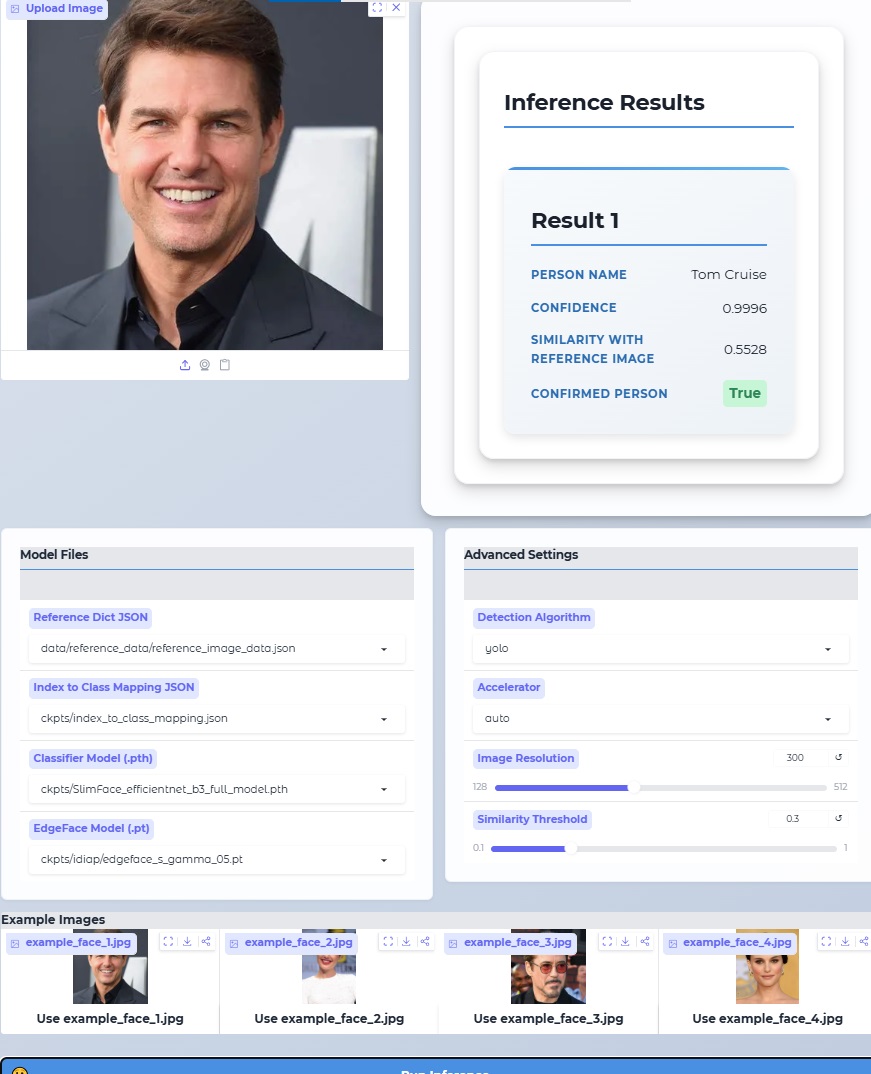 Upload Image
Inference Results
Result 1
PERSON NAME Tom Cruise
CONFIDENCE 0.9996
SIMILARITY WITH
REFERENCE IMAGE 0.5528
CONFIRMED PERSON True
Model Files
Reference Dict JSON
data/reference_data/reference_image_data.json
Index to Class Mapping JSON
ckpts/index_to_class_mapping.json
Classifier Model (.pth)
ckpts/SlimFace_efficientnet_b3_full_model.pth
EdgeFace Model (.pt)
ckpts/idiap/edgeface_s_gamma_05.pt
Advanced Settings
Detection Algorithm
yolo
Accelerator
auto
Image Resolution 300
128 512
Similarity Threshold 0.3
0.1 1
Example Images
example_face_1.jpg example_face_2.jpg example_face_3.jpg example_face_4.jpg
Use example_face_1.jpg Use example_face_2.jpg Use example_face_3.jpg Use example_face_4.jpg
Run Inference